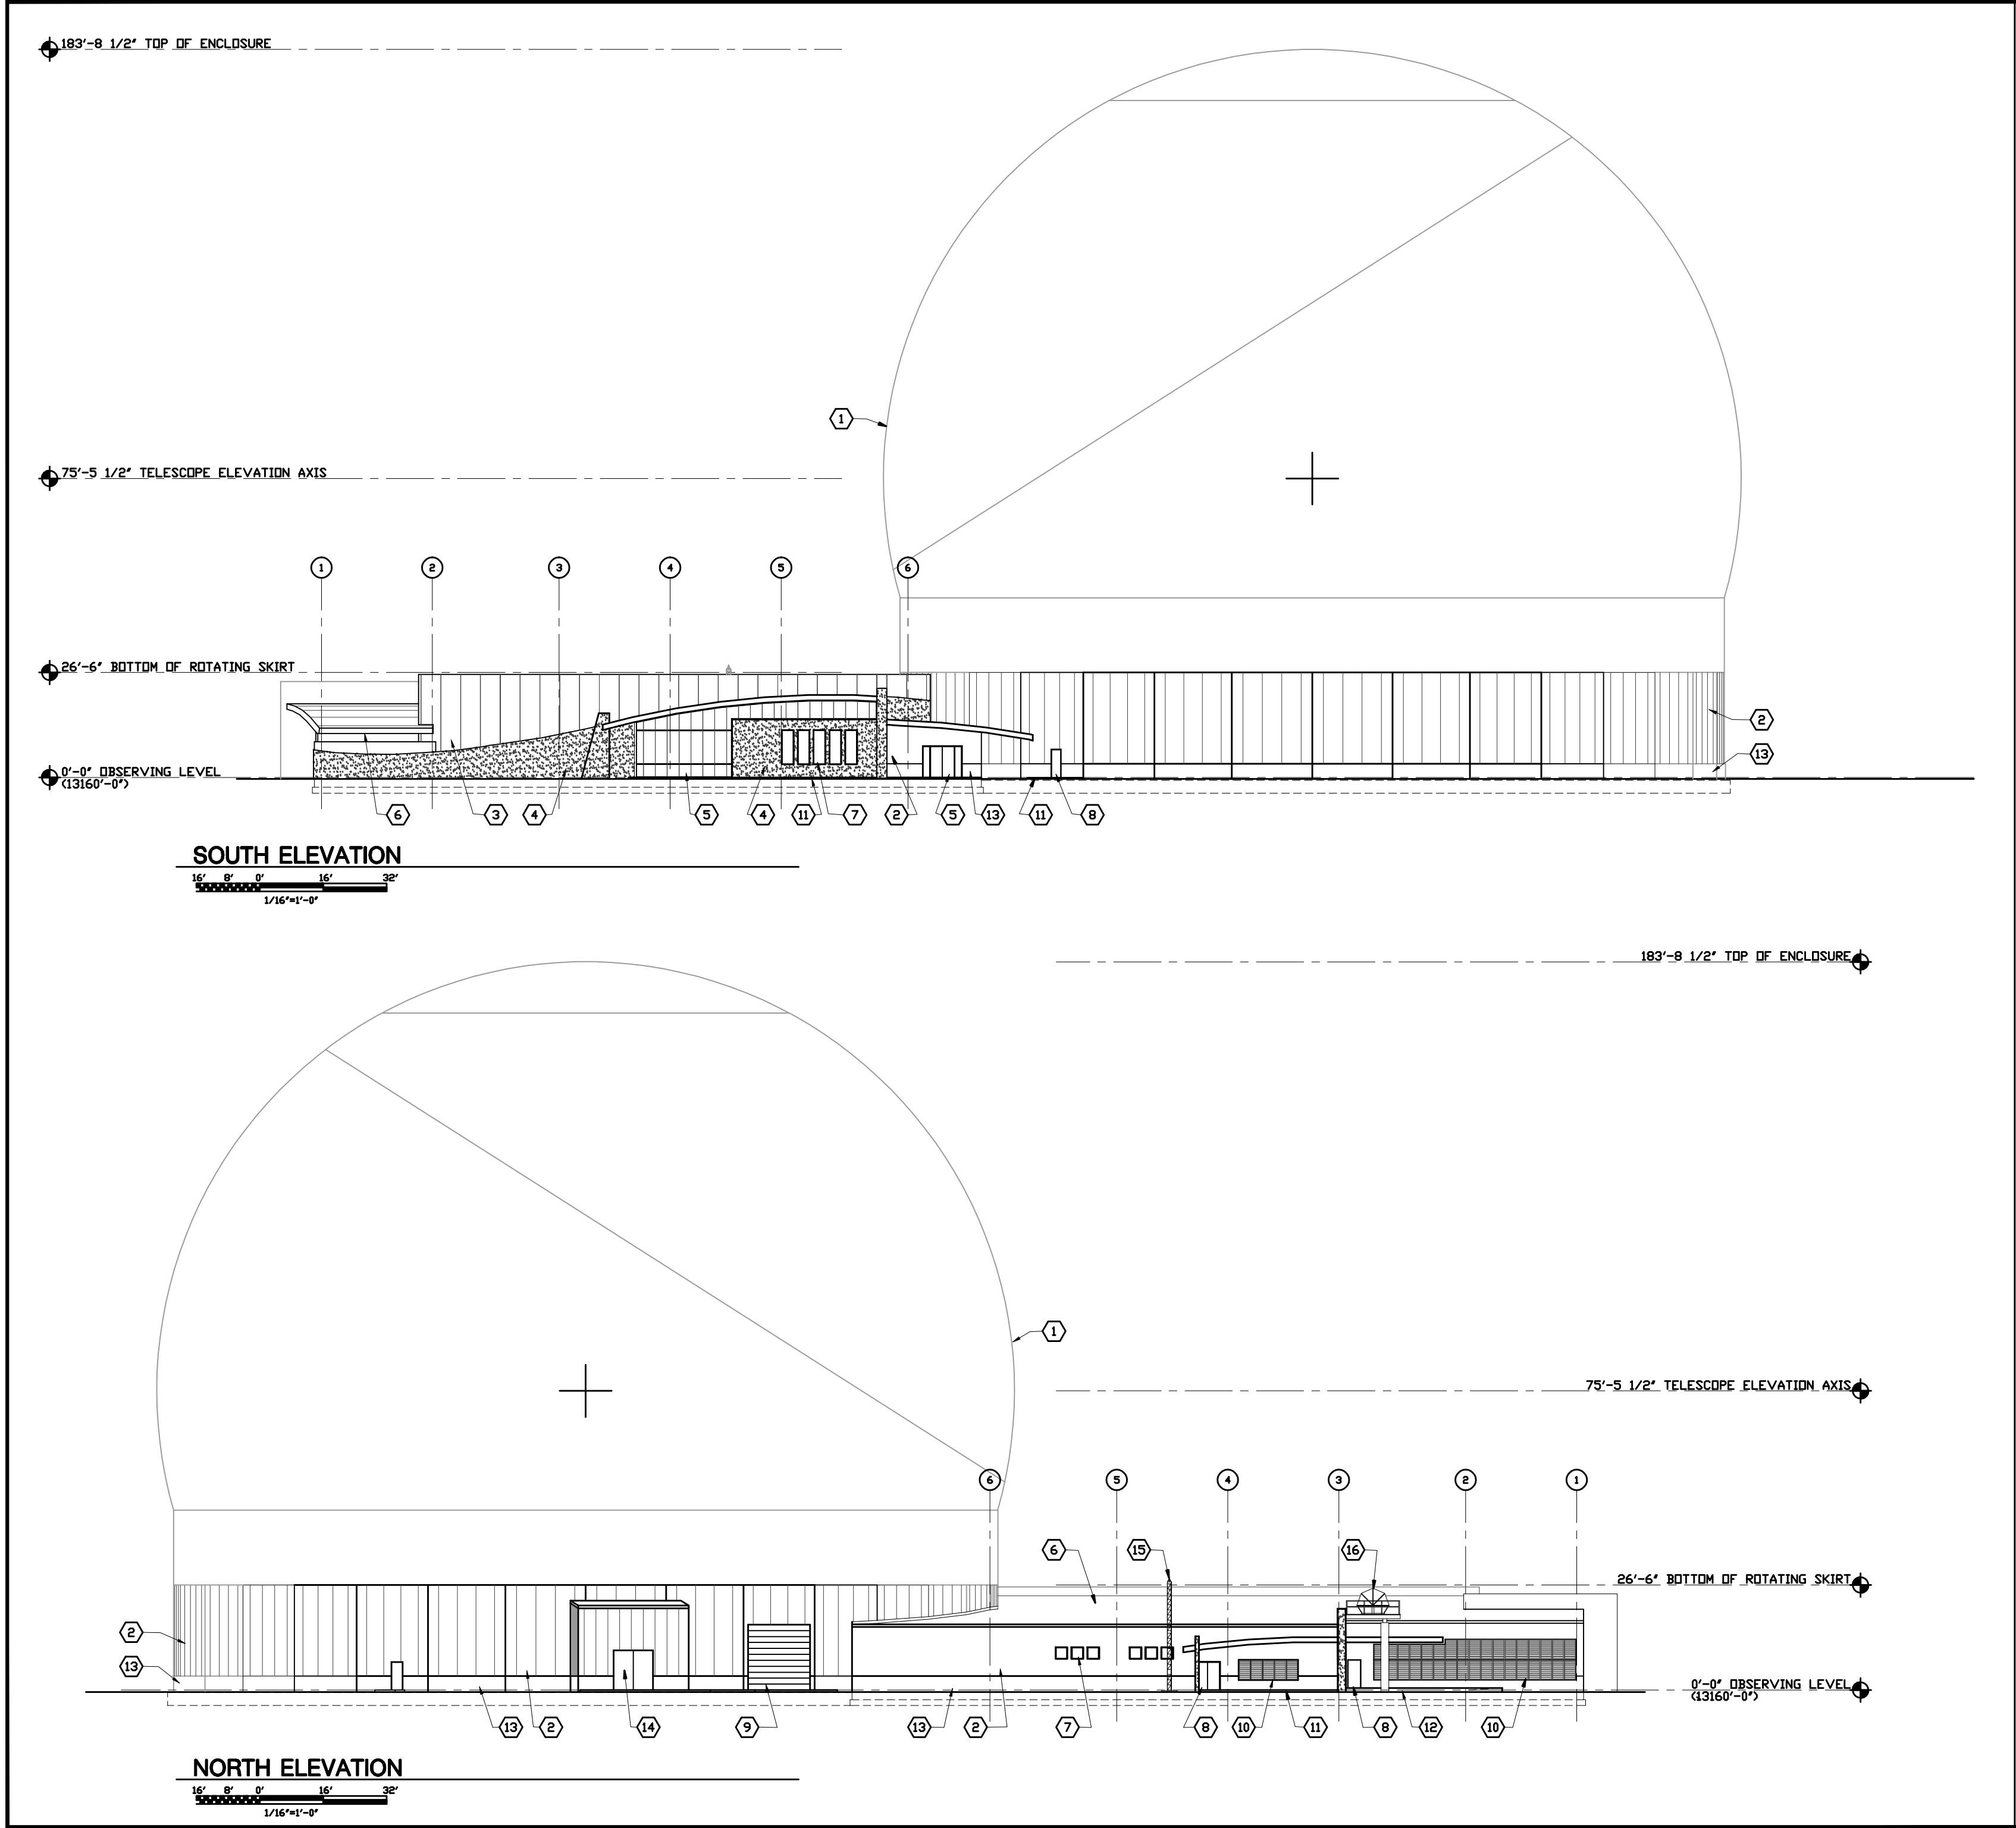 183'-8 1/2" TOP OF ENCLOSURE
1
75'-5 1/2" TELESCOPE ELEVATION AXIS
1 2 3 4 5 6
26'-6" BOTTOM OF ROTATING SKIRT
2
13
0'-0" OBSERVING LEVEL
(13160'-0")
6 3 4 5 4 11 7 2 5 13 11 8
SOUTH ELEVATION
16' 8' 0' 16' 32'
1/16"=1'-0"
183'-8 1/2" TOP OF ENCLOSURE
1
75'-5 1/2" TELESCOPE ELEVATION AXIS
6 5 4 3 2 1
6 15 16
26'-6" BOTTOM OF ROTATING SKIRT
2
13
0'-0" OBSERVING LEVEL
(13160'-0")
13 2 14 9 13 2 7 8 10 11 8 12 10
NORTH ELEVATION
16' 8' 0' 16' 32'
1/16"=1'-0"